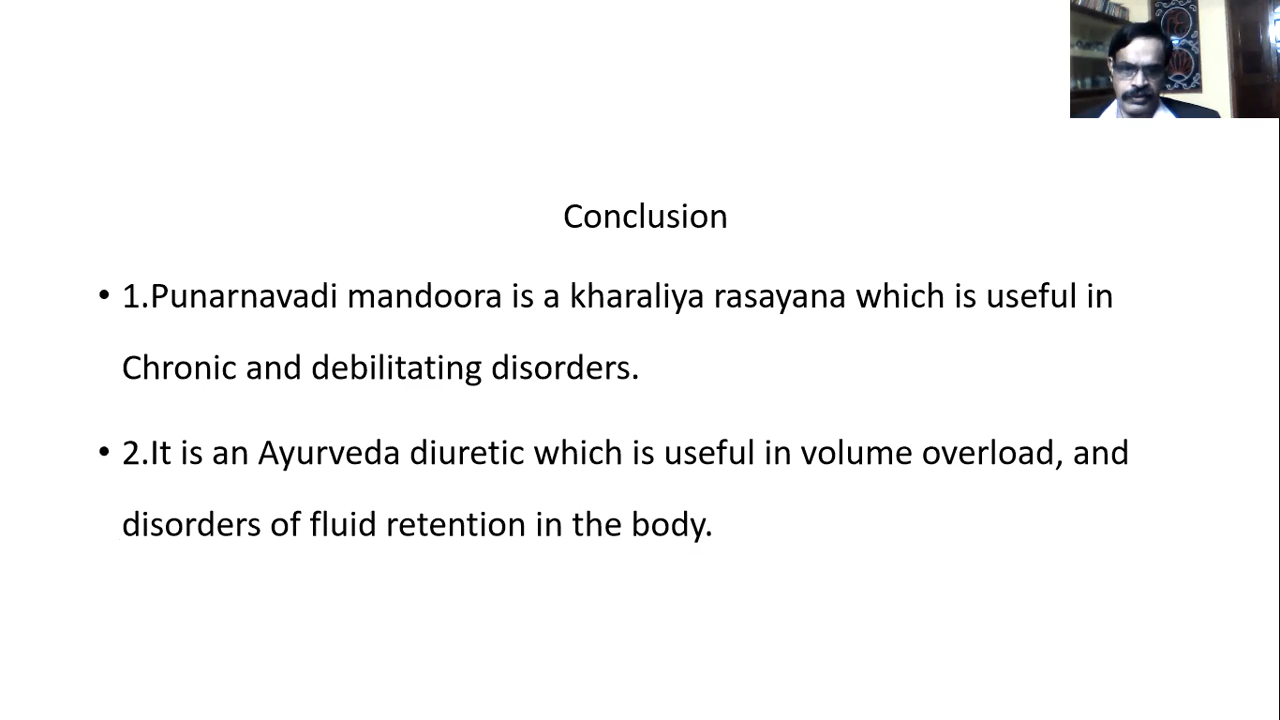 Conclusion
• 1.Punarnavadi mandoora is a kharaliya rasayana which is useful in
Chronic and debilitating disorders.
• 2.It is an Ayurveda diuretic which is useful in volume overload, and
disorders of fluid retention in the body.